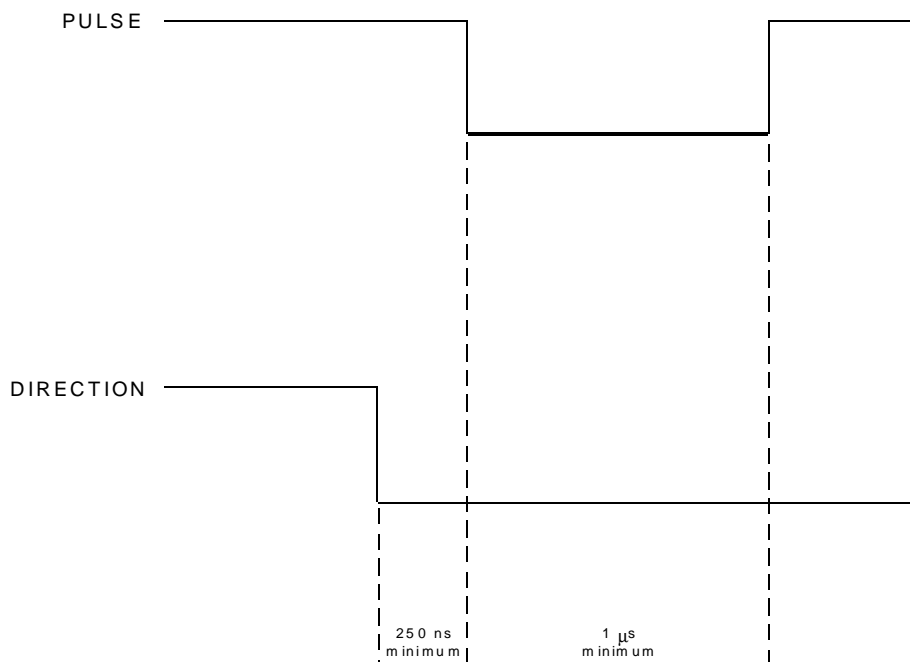 PULSE
DIRECTION
250 ns
minimum
1 μs
minimum